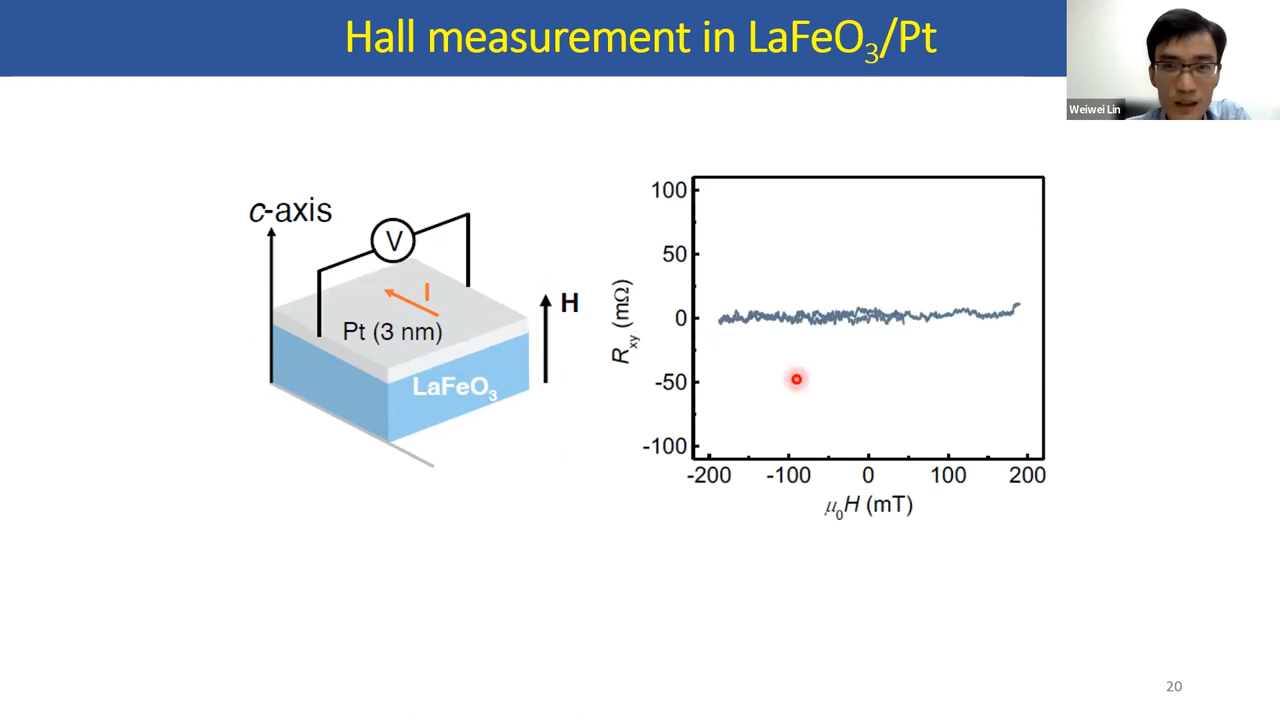 Hall measurement in LaFeO₃/Pt
Weiwei Lin
c-axis
V
I
H
Pt (3 nm)
LaFeO₃
100
50
0
-50
-100
Rxy (mΩ)
-200 -100 0 100 200
μ₀H (mT)
20